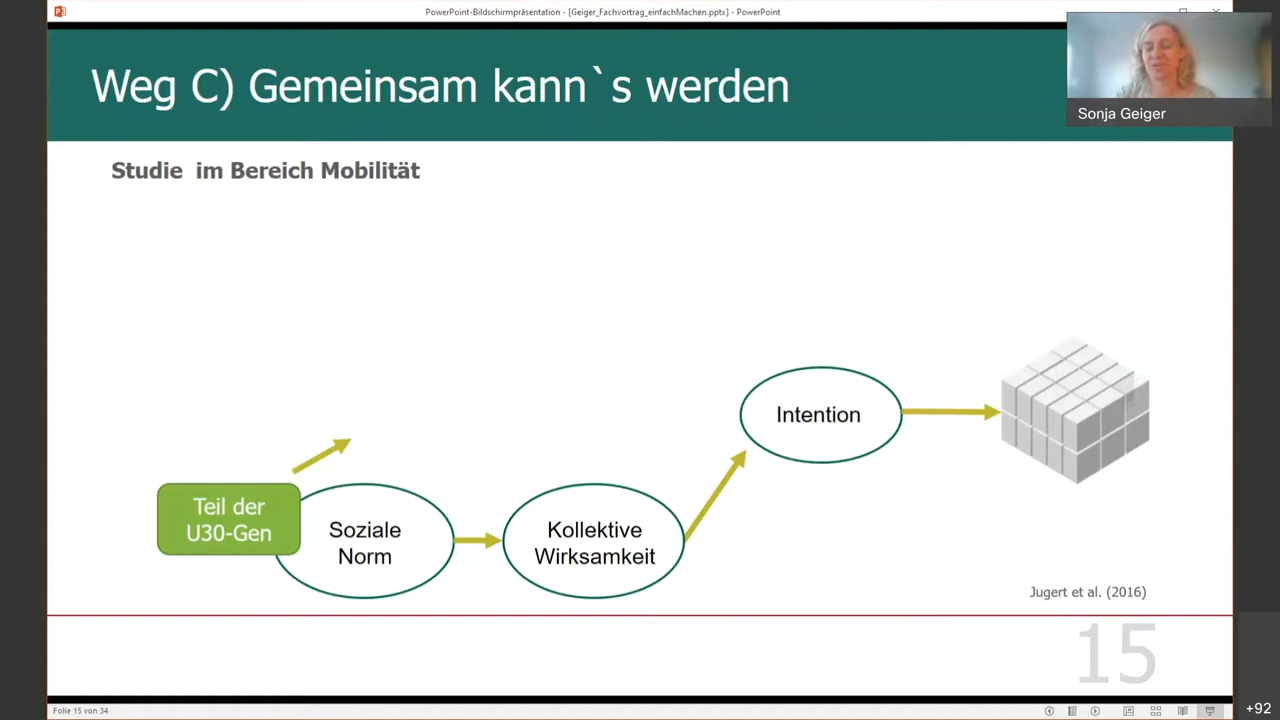 PowerPoint-Bildschirmpräsentation - [Geiger_Fachvortrag_einfachMachen.pptx] - PowerPoint
Weg C) Gemeinsam kann`s werden
Sonja Geiger
Studie im Bereich Mobilität
Intention
Teil der
U30-Gen
Soziale
Norm
Kollektive
Wirksamkeit
Jugert et al. (2016)
15
Folie 15 von 34
+92